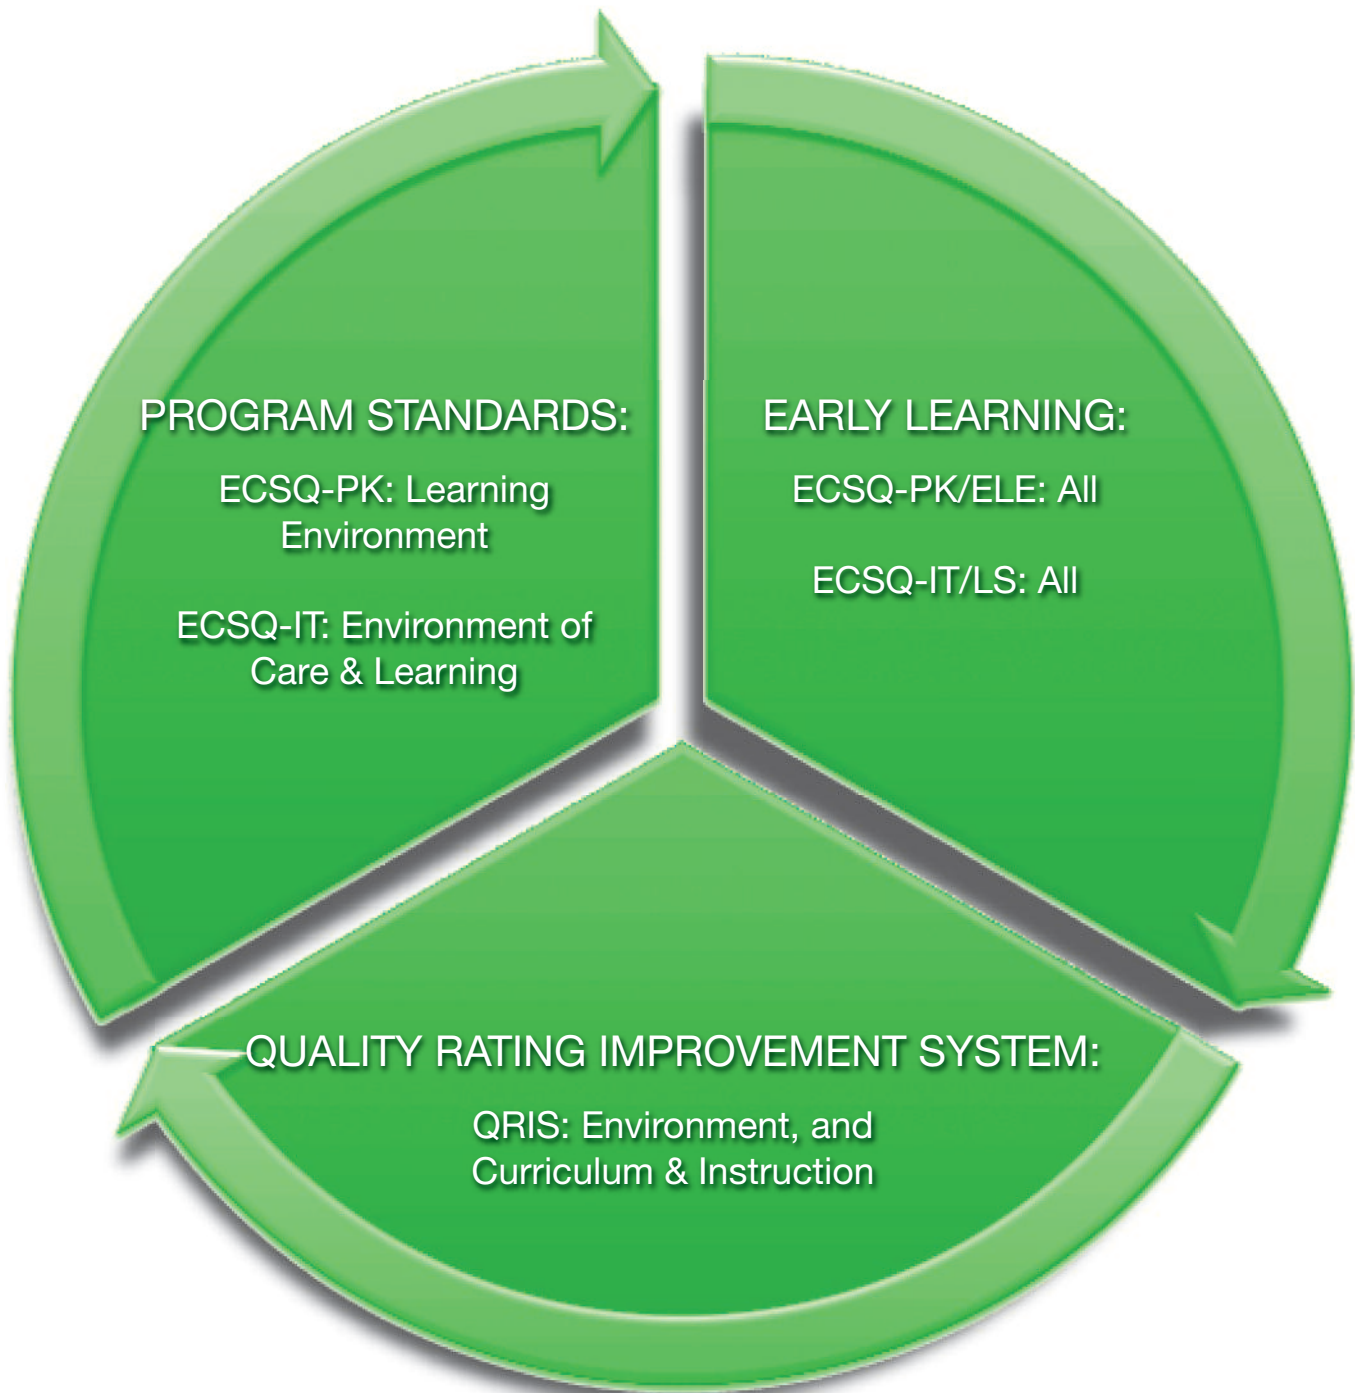 PROGRAM STANDARDS:
ECSQ-PK: Learning
Environment
ECSQ-IT: Environment of
Care & Learning
EARLY LEARNING:
ECSQ-PK/ELE: All
ECSQ-IT/LS: All
QUALITY RATING IMPROVEMENT SYSTEM:
QRIS: Environment, and
Curriculum & Instruction